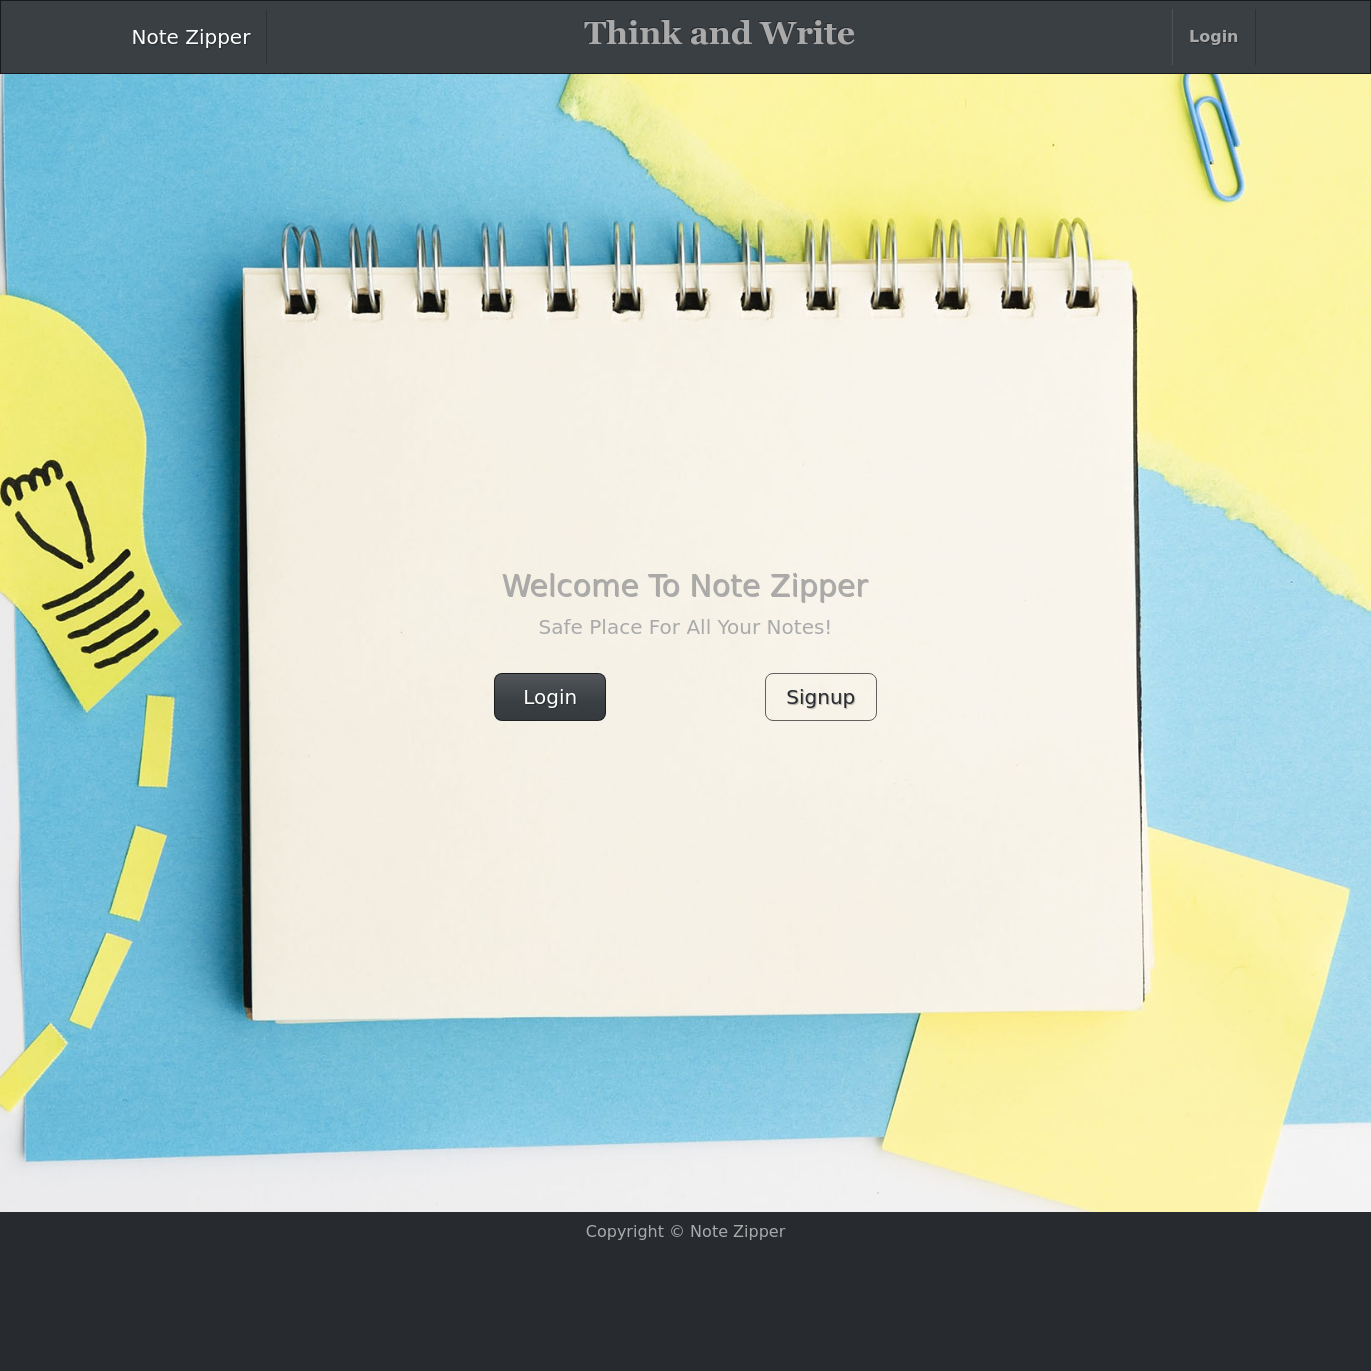 Note Zipper
Think and Write
Login
Welcome To Note Zipper
Safe Place For All Your Notes!
Login
Signup
Copyright © Note Zipper